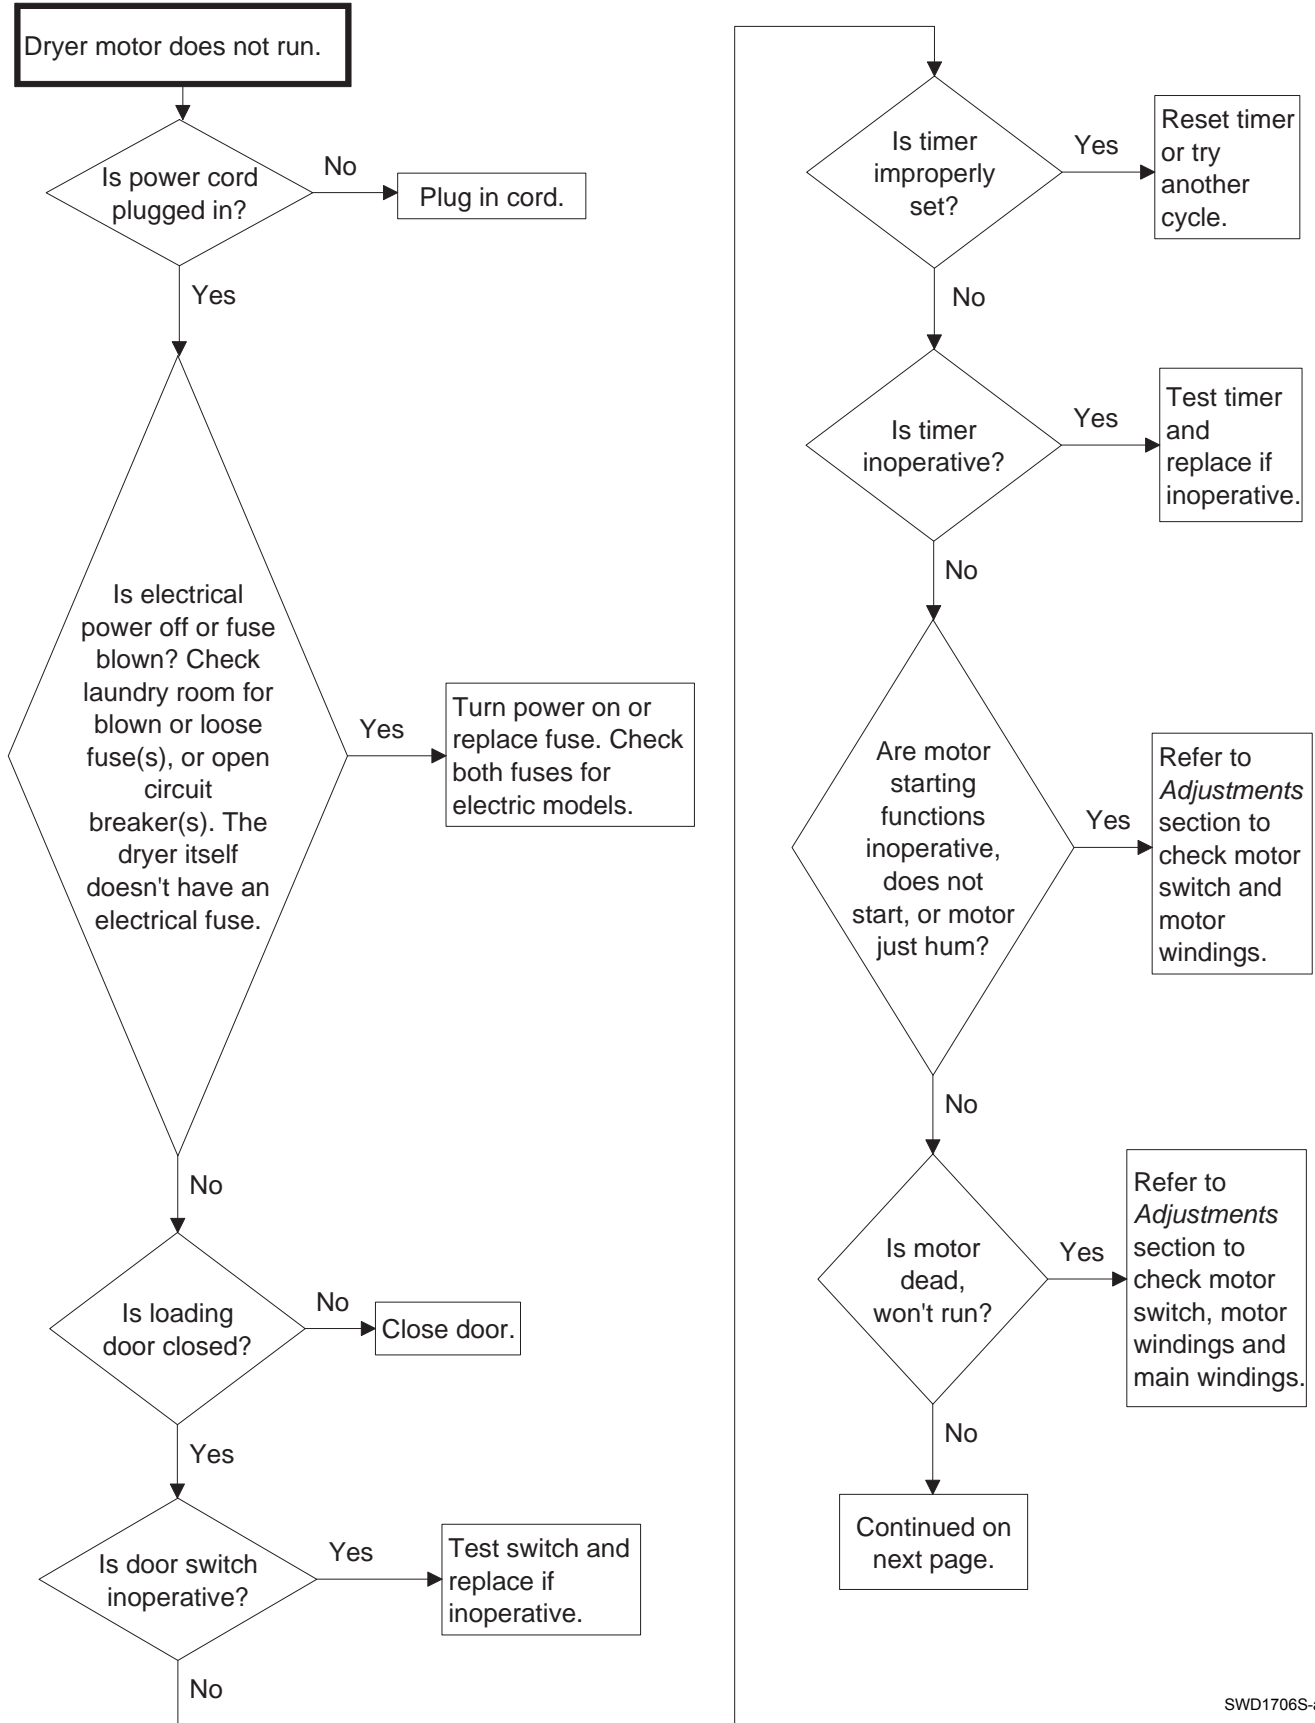 Dryer motor does not run.
Is power cord
plugged in?
No
Plug in cord.
Yes
Is electrical
power off or fuse
blown? Check
laundry room for
blown or loose
fuse(s), or open
circuit
breaker(s). The
dryer itself
doesn't have an
electrical fuse.
Yes
Turn power on or
replace fuse. Check
both fuses for
electric models.
No
Is loading
door closed?
No
Close door.
Yes
Is door switch
inoperative?
Yes
Test switch and
replace if
inoperative.
No
Is timer
improperly
set?
Yes
Reset timer
or try
another
cycle.
No
Is timer
inoperative?
Yes
Test timer
and
replace if
inoperative.
No
Are motor
starting
functions
inoperative,
does not
start, or motor
just hum?
Yes
Refer to
Adjustments
section to
check motor
switch and
motor
windings.
No
Is motor
dead,
won't run?
Yes
Refer to
Adjustments
section to
check motor
switch, motor
windings and
main windings.
No
Continued on
next page.